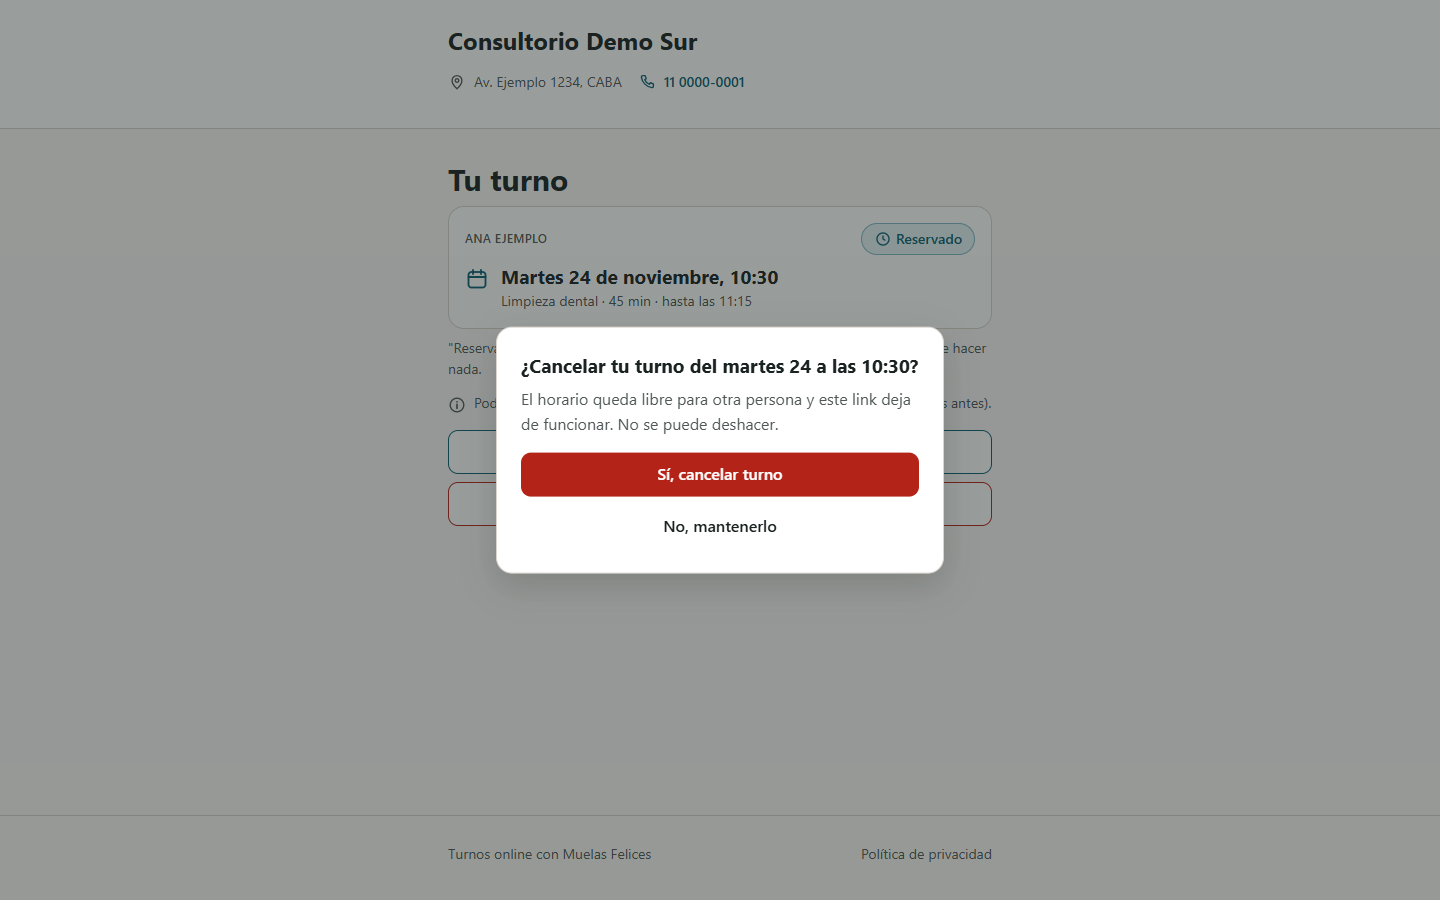 Consultorio Demo Sur
Av. Ejemplo 1234, CABA 11 0000-0001
Tu turno
ANA EJEMPLO
Reservado
Martes 24 de noviembre, 10:30
Limpieza dental · 45 min · hasta las 11:15
hacer
nada.
antes).
¿Cancelar tu turno del martes 24 a las 10:30?
El horario queda libre para otra persona y este link deja
de funcionar. No se puede deshacer.
Sí, cancelar turno
No, mantenerlo
Turnos online con Muelas Felices
Política de privacidad